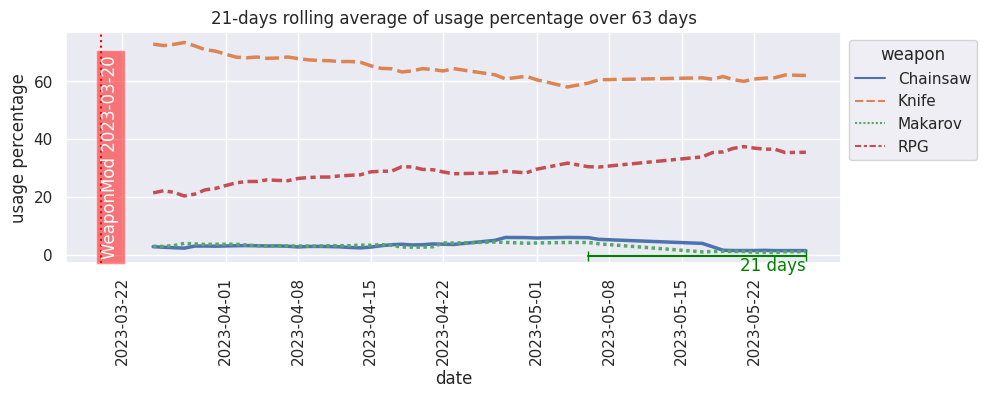 21-days rolling average of usage percentage over 63 days
usage percentage
60
40
20
0
WeaponMod 2023-03-20
21 days
2023-03-22
2023-04-01
2023-04-08
2023-04-15
2023-04-22
2023-05-01
2023-05-08
2023-05-15
2023-05-22
date
weapon
Chainsaw
Knife
Makarov
RPG